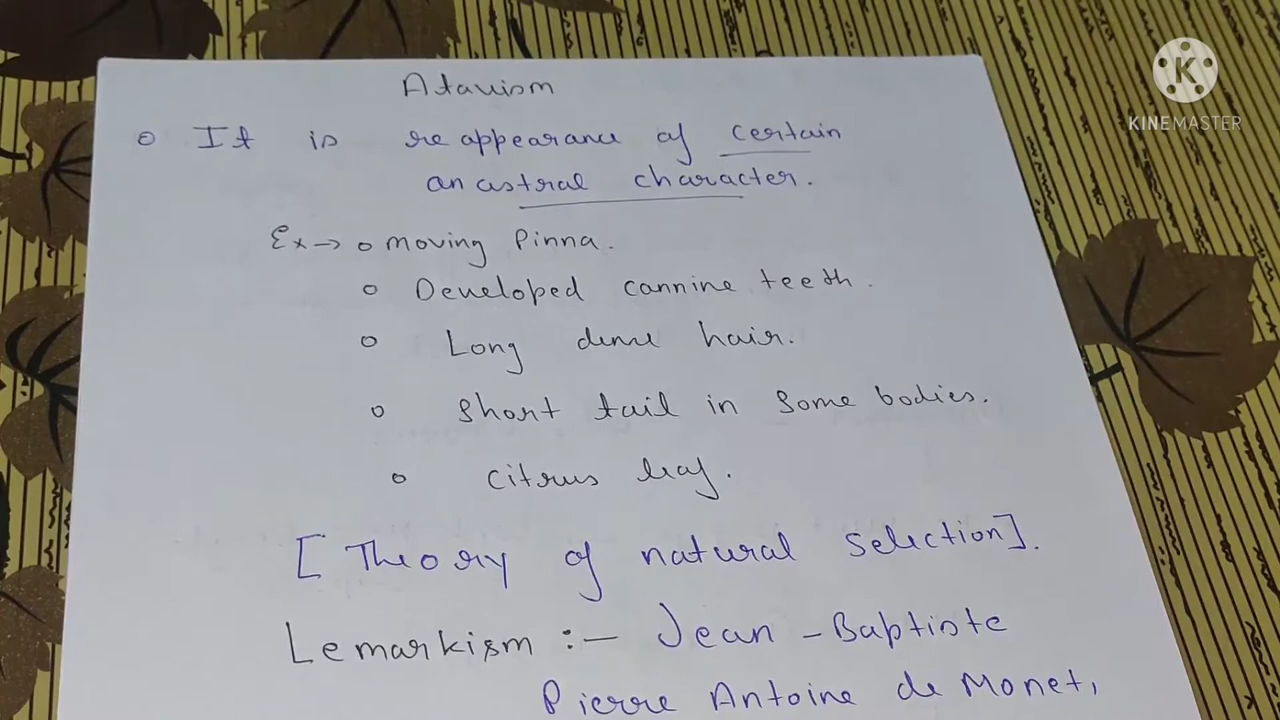 Atavism
It is reappearance of certain
anastral character.
Ex→ o moving Pinna.
o Developed cannine teeth.
o Long dense hair.
o Short tail in some bodies.
o citrus leaf.
[Theory of natural selection].
Lemarkism :- Jean-Baptiste
Pierre Antoine de Monet,
K
KINEMASTER